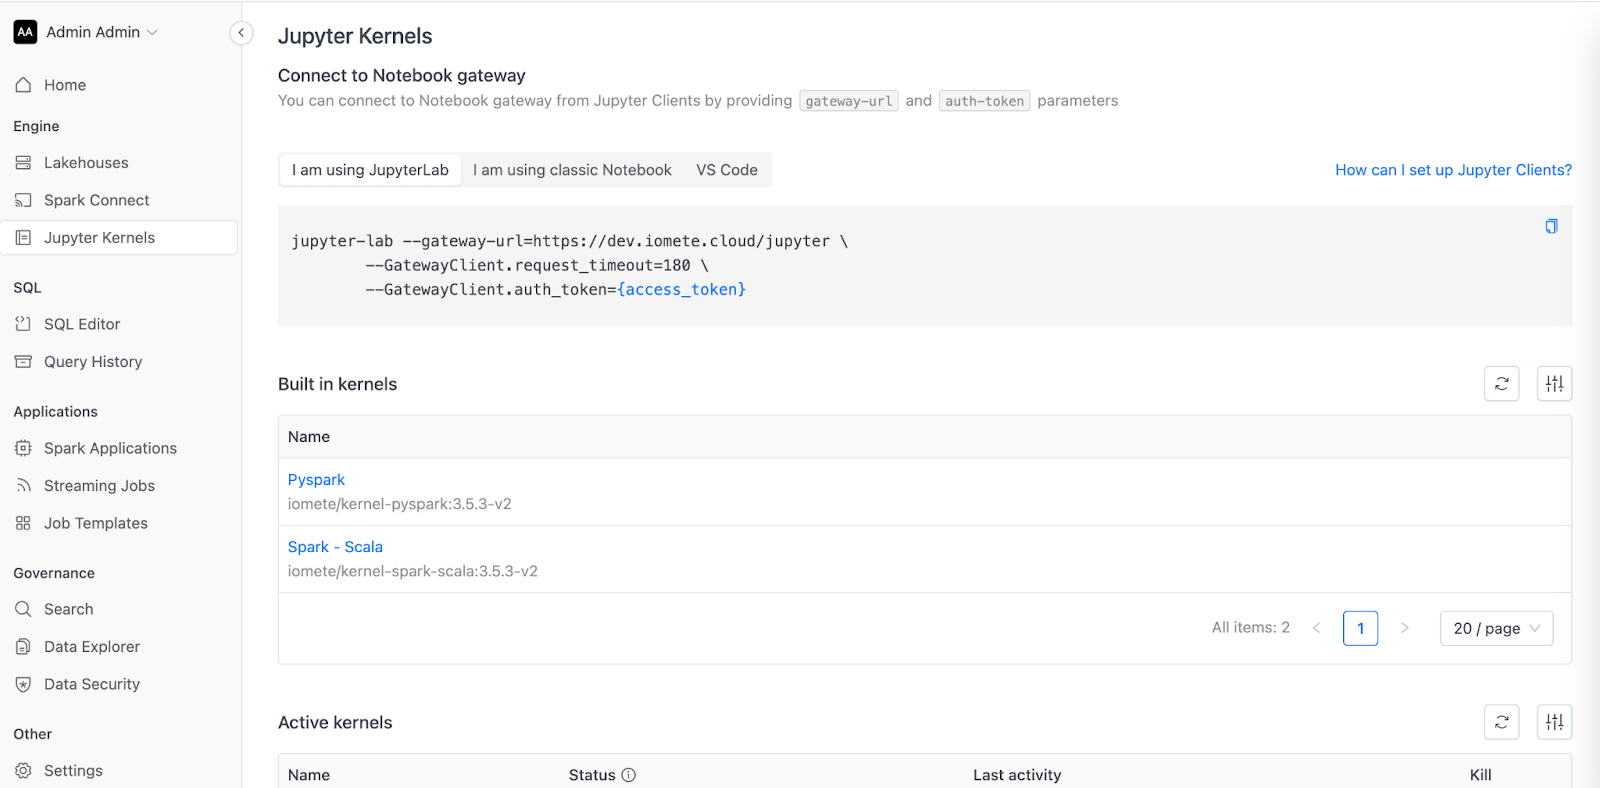 AA Admin Admin
Home
Engine
Lakehouses
Spark Connect
Jupyter Kernels
SQL
SQL Editor
Query History
Applications
Spark Applications
Streaming Jobs
Job Templates
Governance
Search
Data Explorer
Data Security
Other
Settings
Jupyter Kernels
Connect to Notebook gateway
You can connect to Notebook gateway from Jupyter Clients by providing gateway-url and auth-token parameters
I am using JupyterLab I am using classic Notebook VS Code How can I set up Jupyter Clients?
jupyter-lab --gateway-url=https://dev.iomete.cloud/jupyter \
--GatewayClient.request_timeout=180 \
--GatewayClient.auth_token={access_token}
Built in kernels
Name
Pyspark
iomete/kernel-pyspark:3.5.3-v2
Spark - Scala
iomete/kernel-spark-scala:3.5.3-v2
All items: 2 < 1 > 20 / page
Active kernels
Name Status Last activity Kill